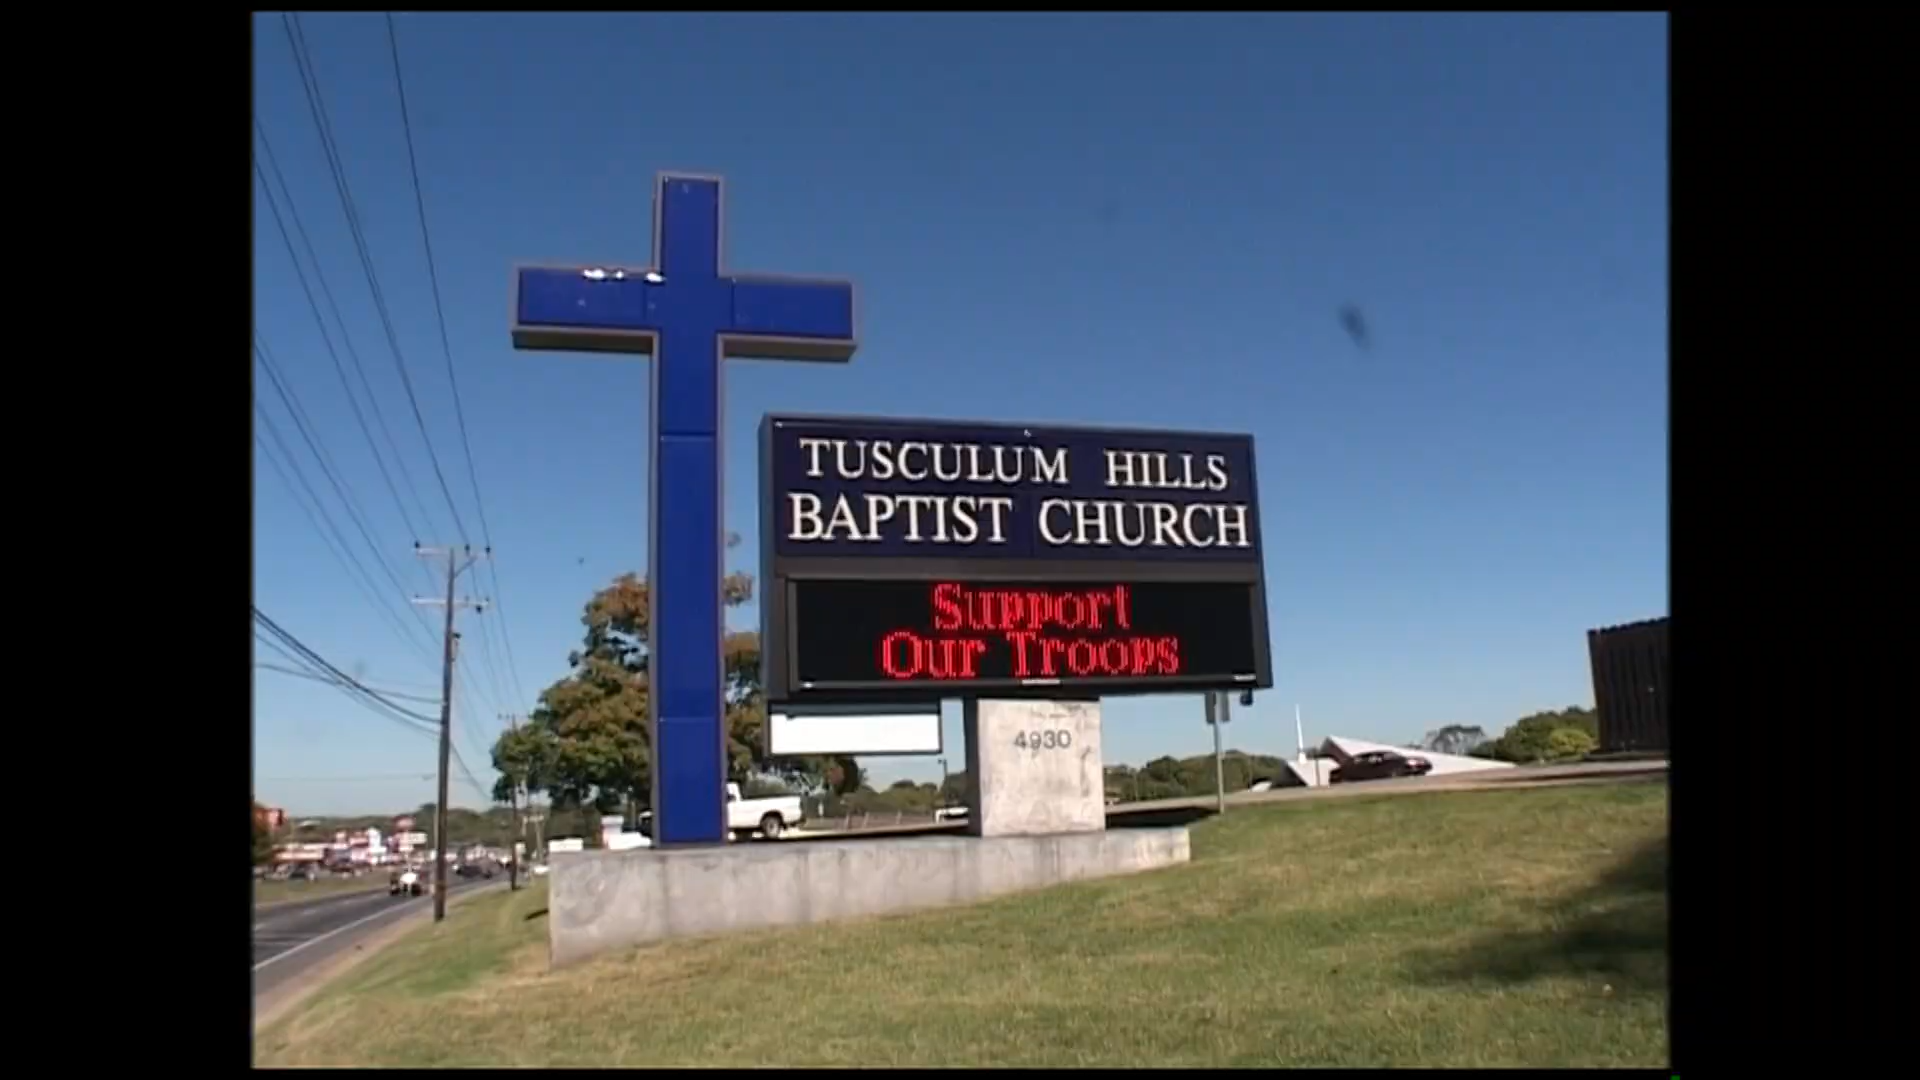 TUSCULUM HILLS
BAPTIST CHURCH
Support
Our Troops
4930